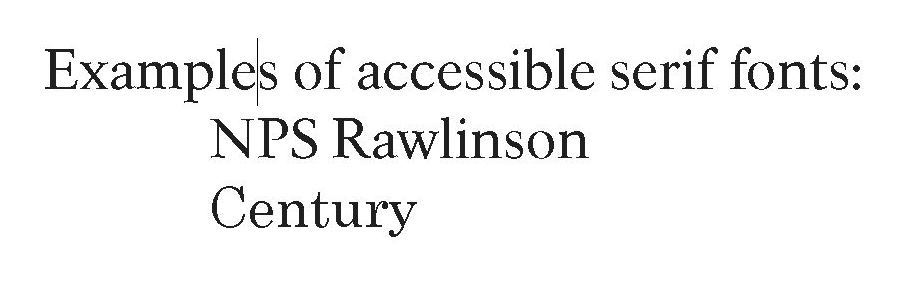 Examples of accessible serif fonts:
NPS Rawlinson
Century